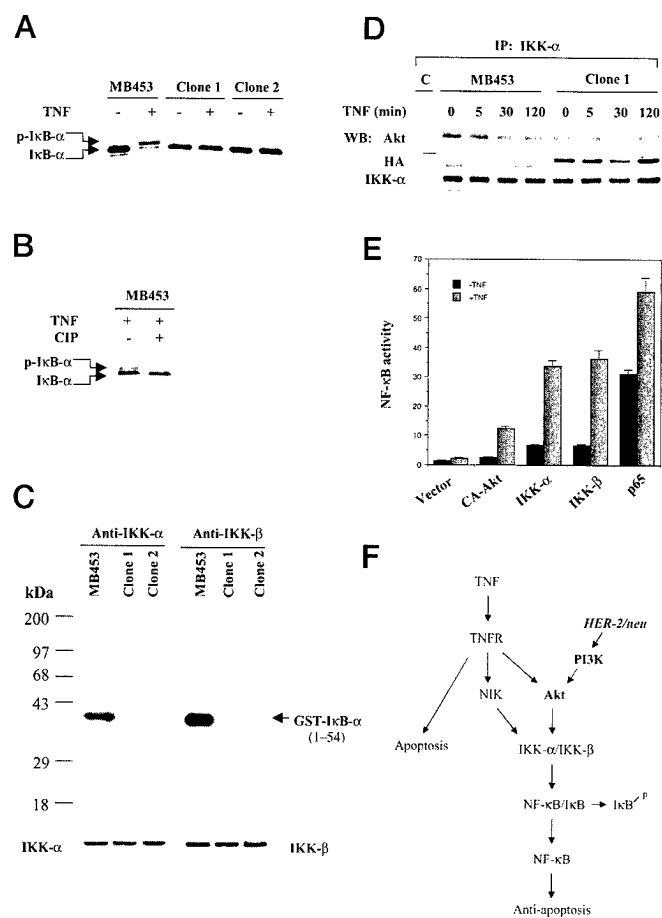 A
MB453 Clone 1 Clone 2
TNF - + - + - +
p-IκB-α
IκB-α
B
MB453
TNF + +
CIP - +
p-IκB-α
IκB-α
C
Anti-IKK-α Anti-IKK-β
MB453 Clone 1 Clone 2 MB453 Clone 1 Clone 2
kDa
200
97
68
43
29
18
GST-IκB-α
(1–54)
IKK-α IKK-β
D
IP: IKK-α
C MB453 Clone 1
TNF (min) 0 5 30 120 0 5 30 120
WB: Akt
HA
IKK-α
E
NF-κB activity
70
60
50
40
30
20
10
0
-TNF
+TNF
Vector CA-Akt IKK-α IKK-β p65
F
TNF
TNFR
HER-2/neu
PI3K
NIK Akt
Apoptosis
IKK-α/IKK-β
NF-κB/IκB IκB p
NF-κB
Anti-apoptosis